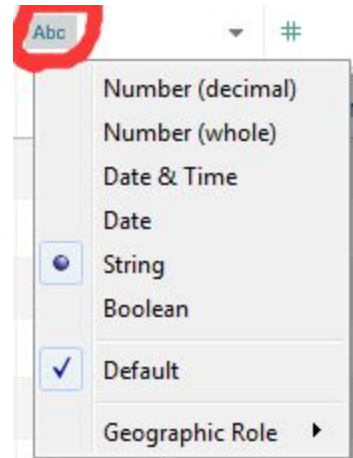 Abc #
Number (decimal)
Number (whole)
Date & Time
Date
String
Boolean
Default
Geographic Role